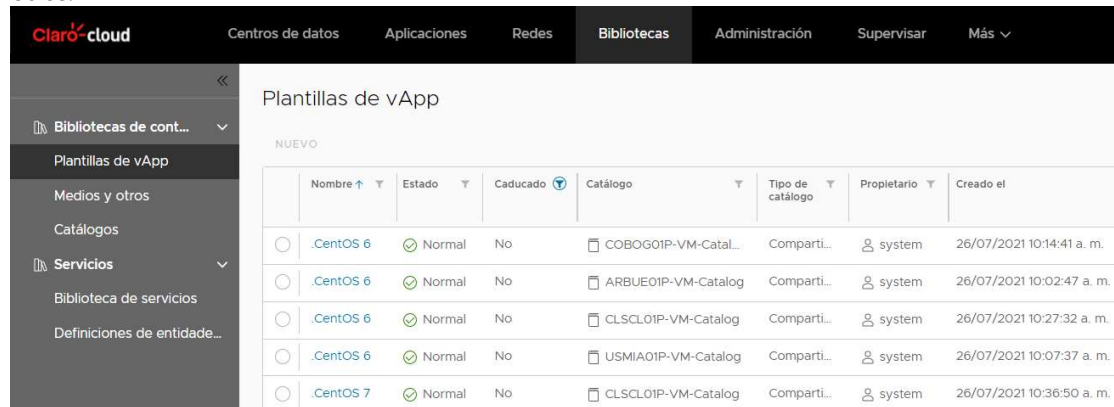 Claro-cloud Centros de datos Aplicaciones Redes Bibliotecas Administración Supervisar Más
Plantillas de vApp
Bibliotecas de cont...
NUEVO
Plantillas de vApp
Medios y otros
Catálogos
Servicios
Biblioteca de servicios
Definiciones de entidade...
Nombre Estado Caducado Catálogo Tipo de catálogo Propietario Creado el
.CentOS 6 Normal No COBOG01P-VM-Catal... Comparti... system 26/07/2021 10:14:41 a. m.
.CentOS 6 Normal No ARBUE01P-VM-Catalog Comparti... system 26/07/2021 10:02:47 a. m.
.CentOS 6 Normal No CLSCL01P-VM-Catalog Comparti... system 26/07/2021 10:27:32 a. m.
.CentOS 6 Normal No USMIA01P-VM-Catalog Comparti... system 26/07/2021 10:07:37 a. m.
.CentOS 7 Normal No CLSCL01P-VM-Catalog Comparti... system 26/07/2021 10:36:50 a. m.